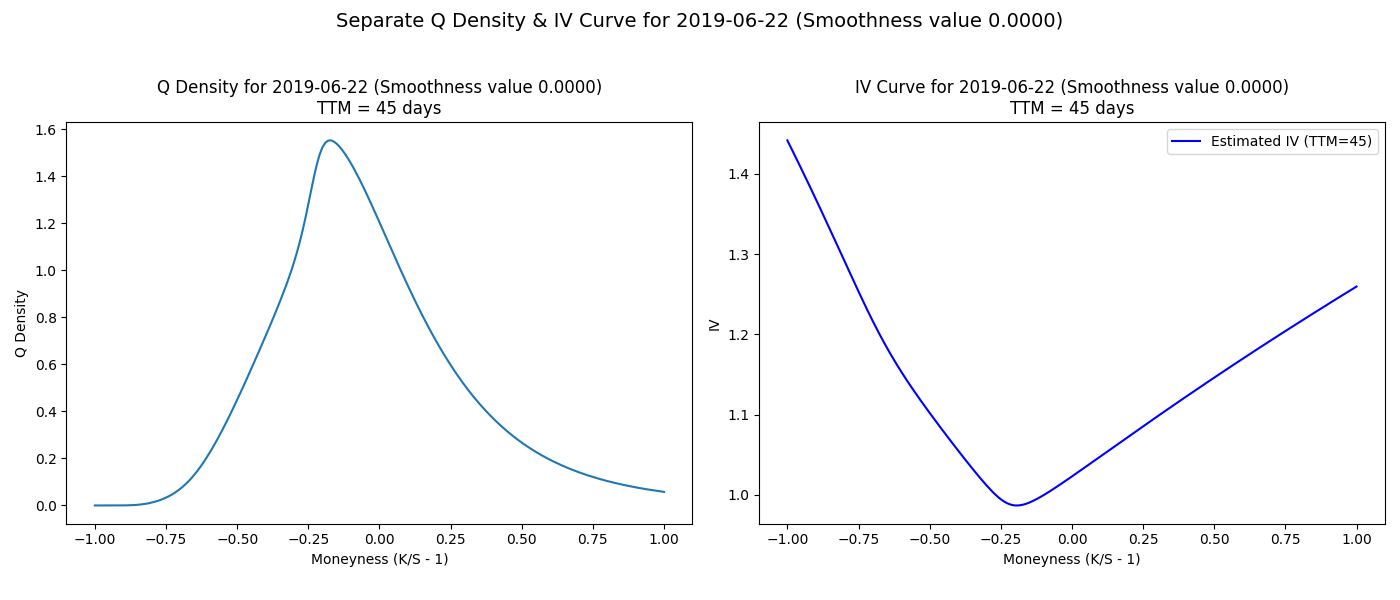 Separate Q Density & IV Curve for 2019-06-22 (Smoothness value 0.0000)
Q Density for 2019-06-22 (Smoothness value 0.0000)
TTM = 45 days
1.6
1.4
1.2
1.0
0.8
0.6
0.4
0.2
0.0
Q Density
−1.00 −0.75 −0.50 −0.25 0.00 0.25 0.50 0.75 1.00
Moneyness (K/S - 1)
IV Curve for 2019-06-22 (Smoothness value 0.0000)
TTM = 45 days
Estimated IV (TTM=45)
1.4
1.3
1.2
1.1
1.0
IV
−1.00 −0.75 −0.50 −0.25 0.00 0.25 0.50 0.75 1.00
Moneyness (K/S - 1)